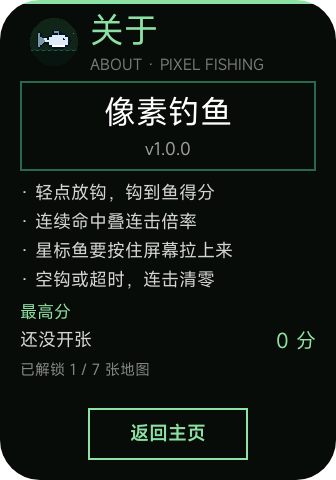 关于
ABOUT · PIXEL FISHING
像素钓鱼
v1.0.0
· 轻点放钩，钩到鱼得分
· 连续命中叠连击倍率
· 星标鱼要按住屏幕拉上来
· 空钩或超时，连击清零
最高分
还没开张 0 分
已解锁 1 / 7 张地图
返回主页